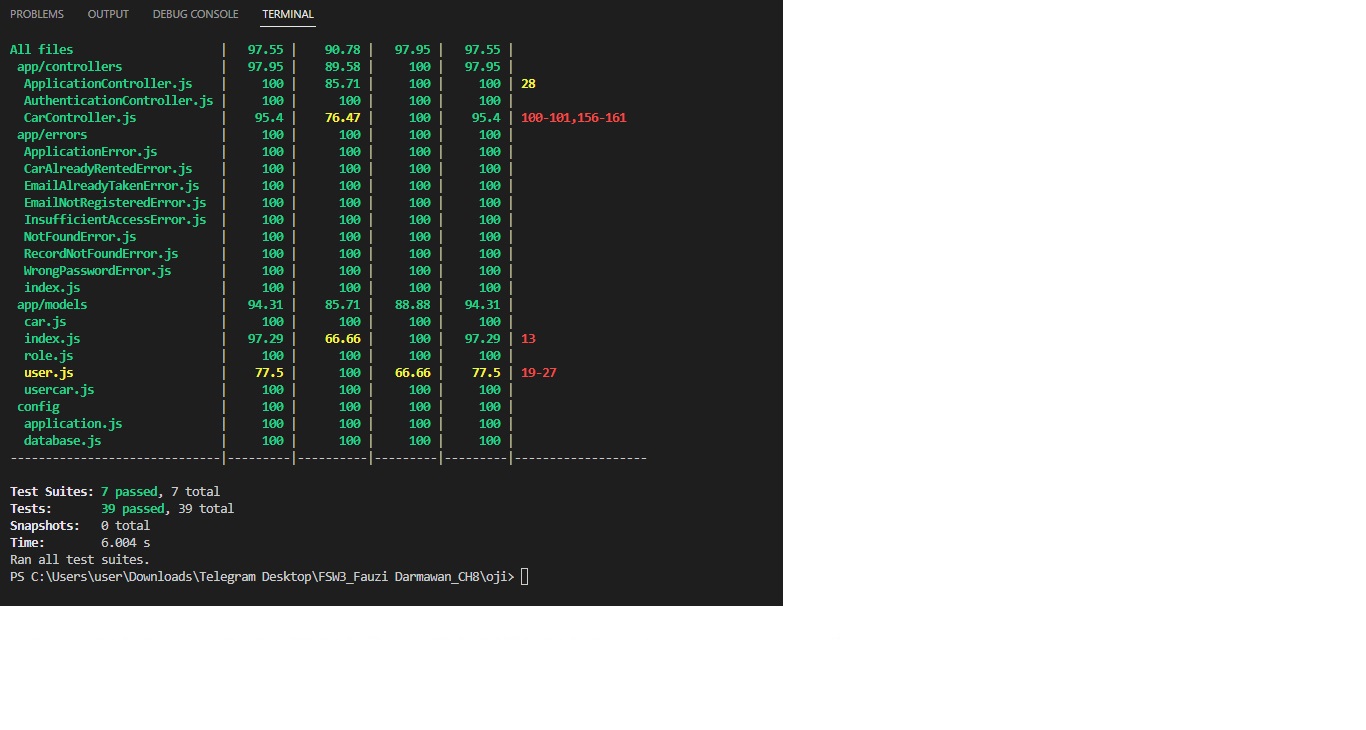 PROBLEMS OUTPUT DEBUG CONSOLE TERMINAL
All files | 97.55 | 90.78 | 97.95 | 97.55 |
app/controllers | 97.95 | 89.58 | 100 | 97.95 |
ApplicationController.js | 100 | 85.71 | 100 | 100 | 28
AuthenticationController.js | 100 | 100 | 100 | 100 |
CarController.js | 95.4 | 76.47 | 100 | 95.4 | 100-101,156-161
app/errors | 100 | 100 | 100 | 100 |
ApplicationError.js | 100 | 100 | 100 | 100 |
CarAlreadyRentedError.js | 100 | 100 | 100 | 100 |
EmailAlreadyTakenError.js | 100 | 100 | 100 | 100 |
EmailNotRegisteredError.js | 100 | 100 | 100 | 100 |
InsufficientAccessError.js | 100 | 100 | 100 | 100 |
NotFoundError.js | 100 | 100 | 100 | 100 |
RecordNotFoundError.js | 100 | 100 | 100 | 100 |
WrongPasswordError.js | 100 | 100 | 100 | 100 |
index.js | 100 | 100 | 100 | 100 |
app/models | 94.31 | 85.71 | 88.88 | 94.31 |
car.js | 100 | 100 | 100 | 100 |
index.js | 97.29 | 66.66 | 100 | 97.29 | 13
role.js | 100 | 100 | 100 | 100 |
user.js | 77.5 | 100 | 66.66 | 77.5 | 19-27
usercar.js | 100 | 100 | 100 | 100 |
config | 100 | 100 | 100 | 100 |
application.js | 100 | 100 | 100 | 100 |
database.js | 100 | 100 | 100 | 100 |
------------------------------|---------|----------|---------|---------|-------------------
Test Suites: 7 passed, 7 total
Tests: 39 passed, 39 total
Snapshots: 0 total
Time: 6.004 s
Ran all test suites.
PS C:\Users\user\Downloads\Telegram Desktop\FSW3_Fauzi Darmawan_CH8\oji>